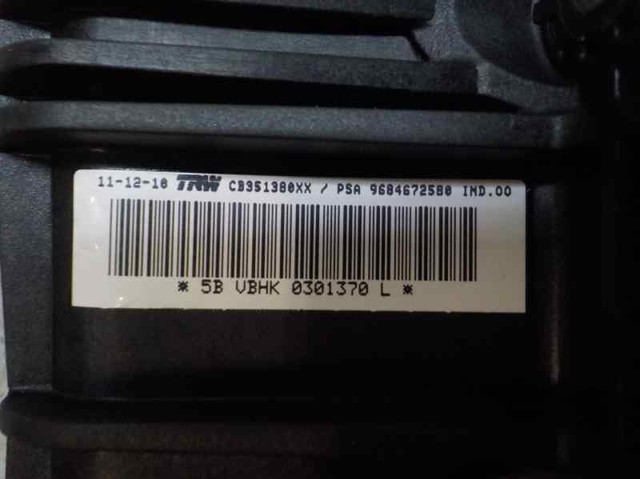 11-12-10 TRW CB351380XX / PSA 9684672580 IND.00
* 5B VBHK 0301370 L *